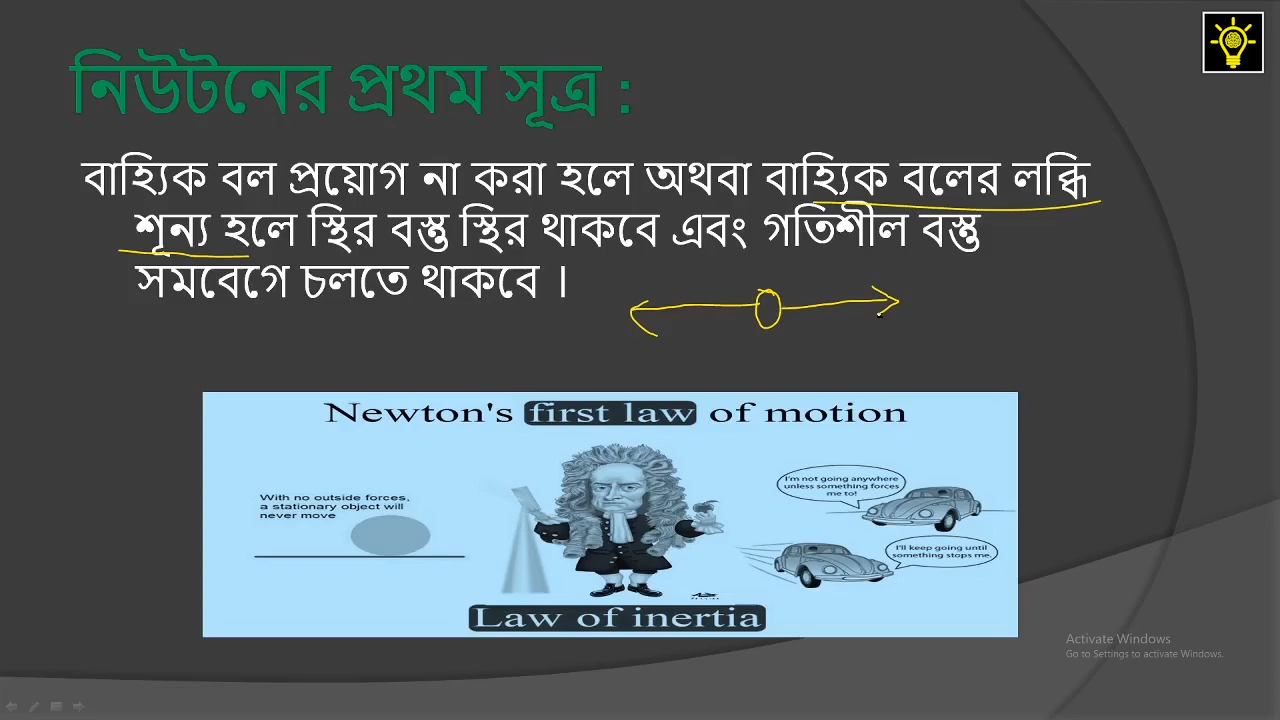 নিউটনের প্রথম সূত্র :
বাহ্যিক বল প্রয়োগ না করা হলে অথবা বাহ্যিক বলের লব্ধি
শূন্য হলে স্থির বস্তু স্থির থাকবে এবং গতিশীল বস্তু
সমবেগে চলতে থাকবে ।
Newton's first law of motion
With no outside forces,
a stationary object will
never move
I'm not going anywhere
unless something forces
me to!
I'll keep going until
something stops me.
Law of inertia
Activate Windows
Go to Settings to activate Windows.